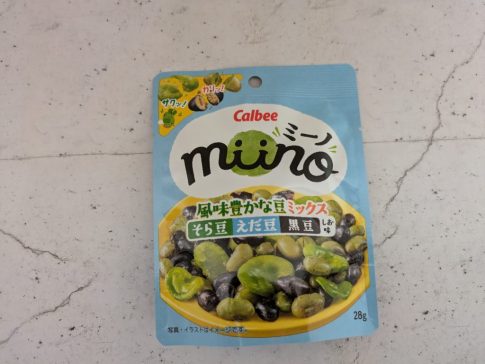 サクッ!
カリッ!
Calbee
ミーノ
miino
風味豊かな豆ミックス
そら豆 えだ豆 黒豆 しお味
28g
写真・イラストはイメージです。